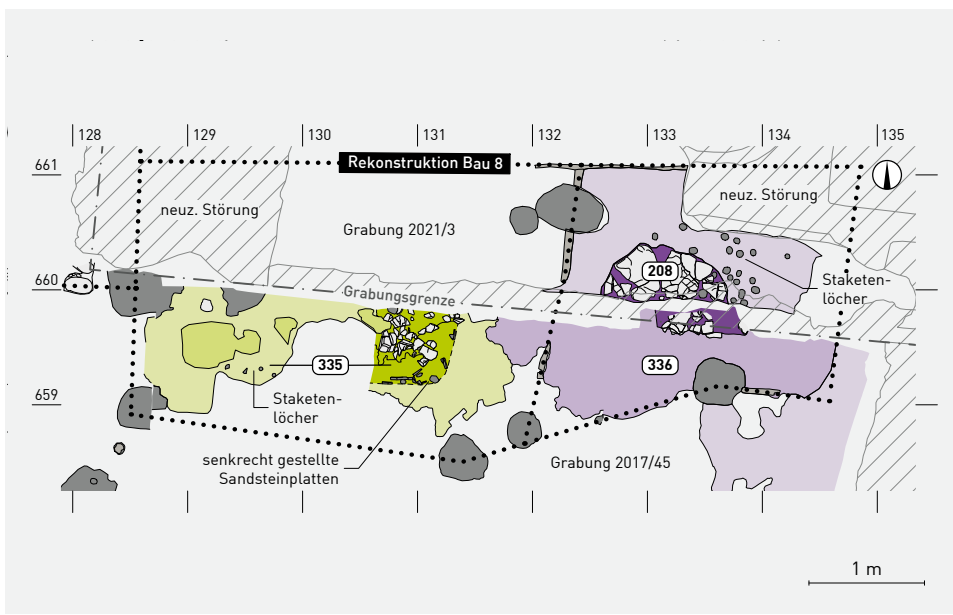 128 129 130 131 132 133 134 135
661
Rekonstruktion Bau 8
neuz. Störung
neuz. Störung
Grabung 2021/3
208
660
Grabungsgrenze
Staketen-
löcher
335
336
659
Staketen-
löcher
senkrecht gestellte
Sandsteinplatten
Grabung 2017/45
1 m